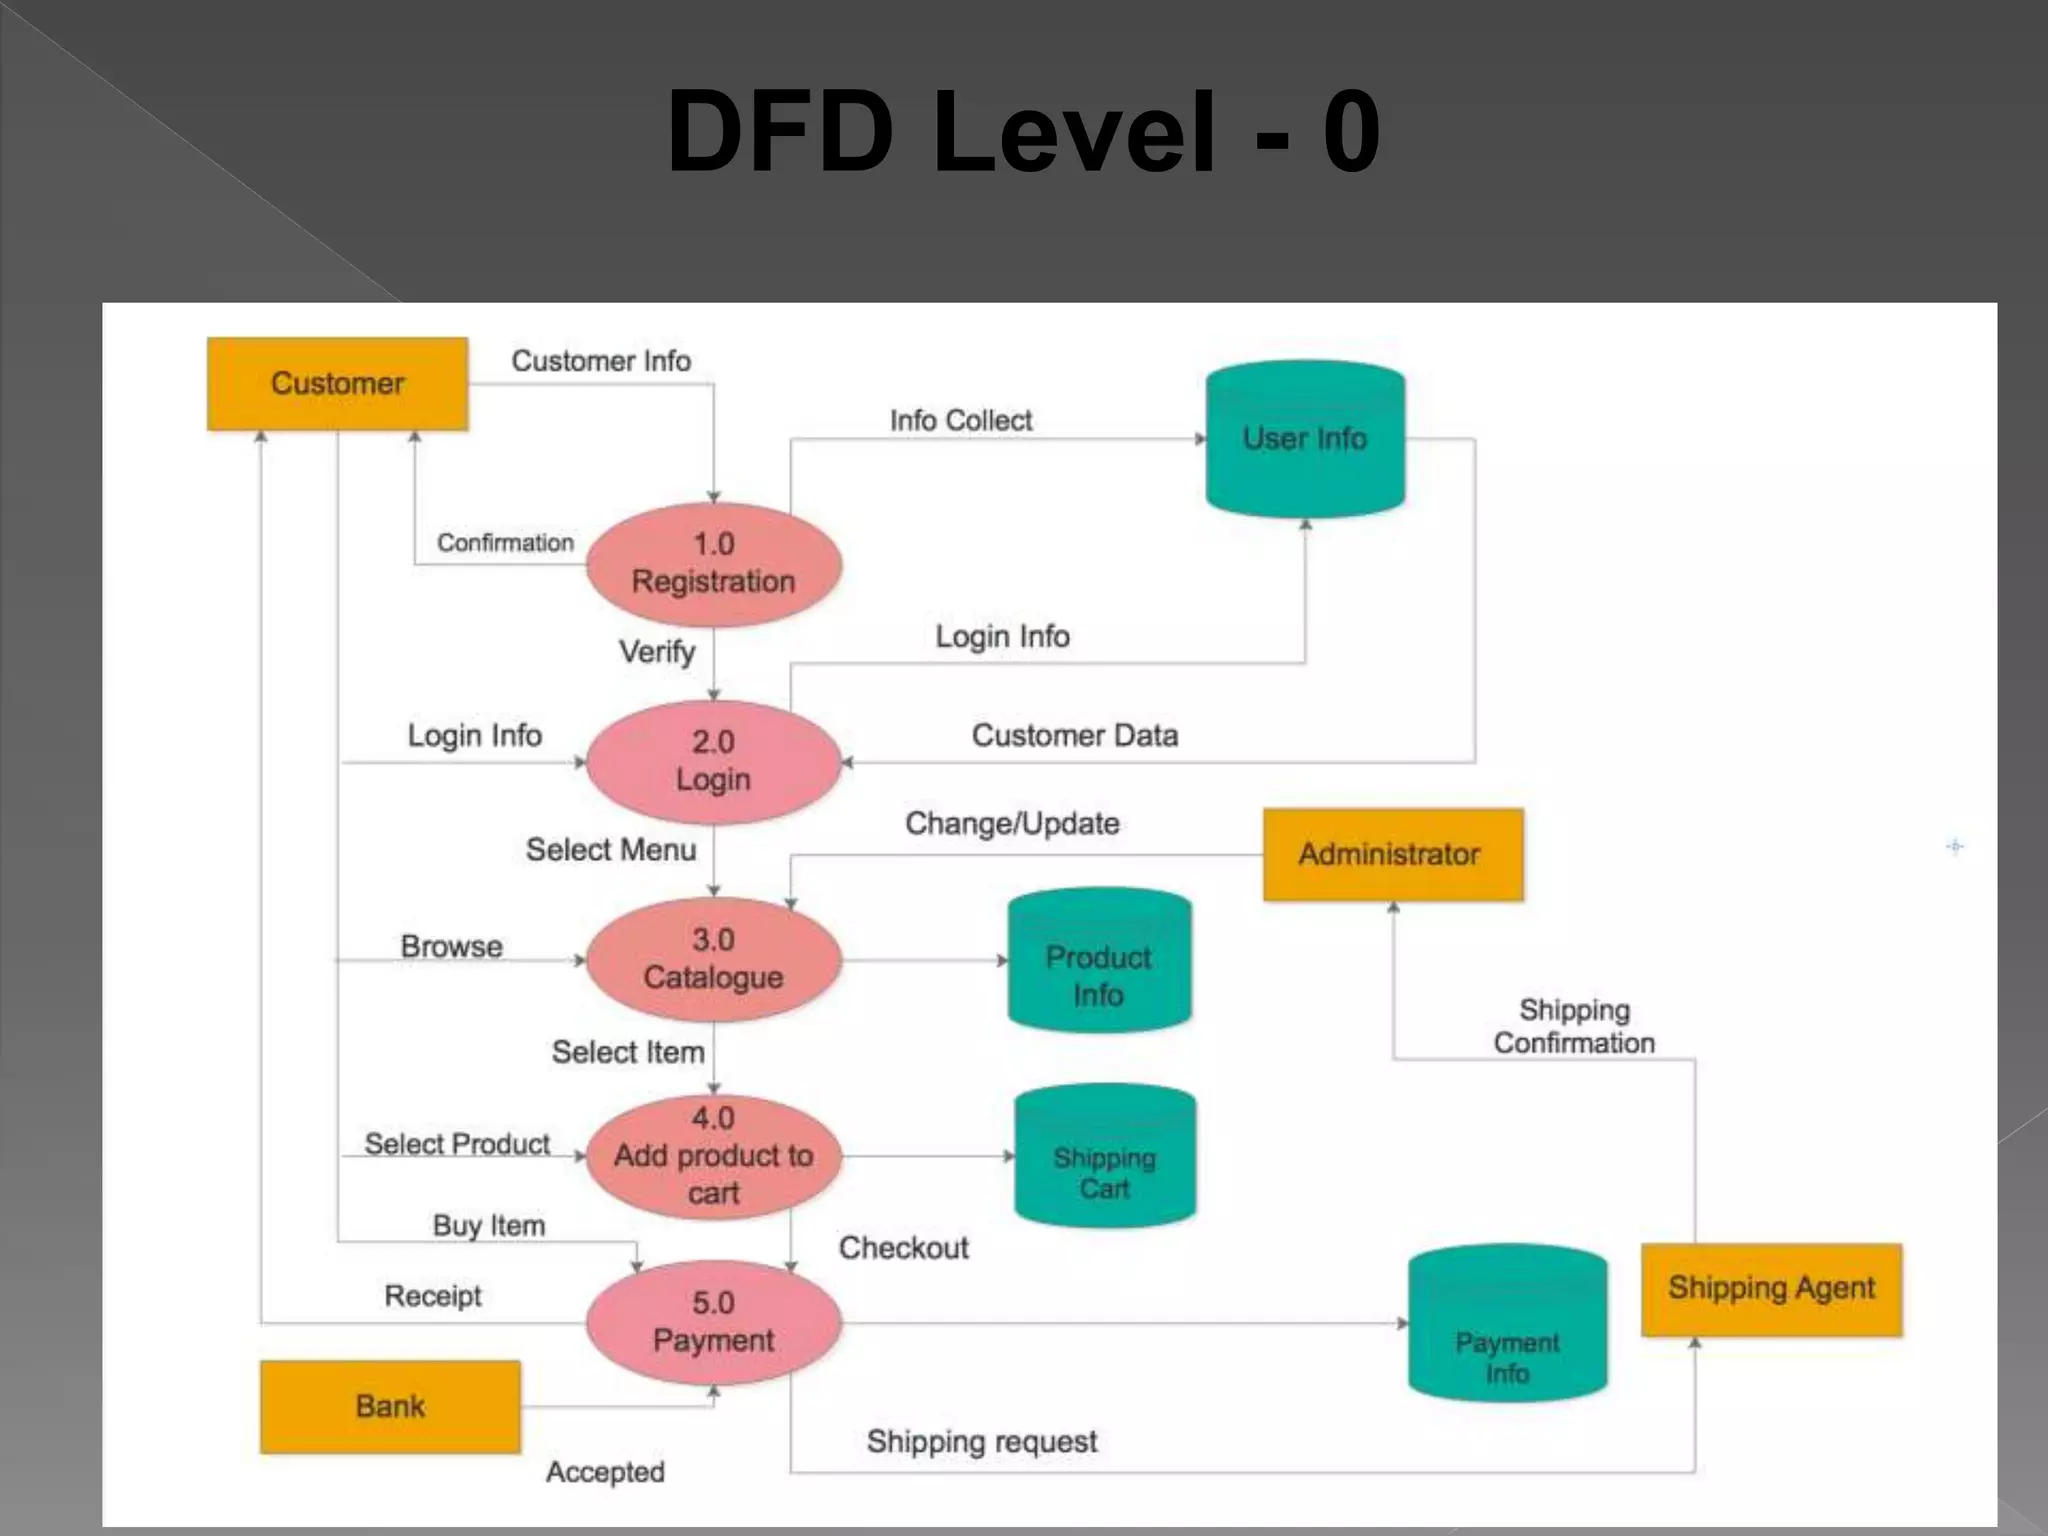 DFD Level - 0
Customer
Customer Info
Info Collect
User Info
Confirmation
1.0
Registration
Verify
Login Info
Login Info
2.0
Login
Customer Data
Select Menu
Change/Update
Administrator
Browse
3.0
Catalogue
Product
Info
Select Item
Shipping
Confirmation
Select Product
4.0
Add product to
cart
Shipping
Cart
Buy Item
Checkout
Receipt
5.0
Payment
Payment
Info
Shipping Agent
Bank
Accepted
Shipping request